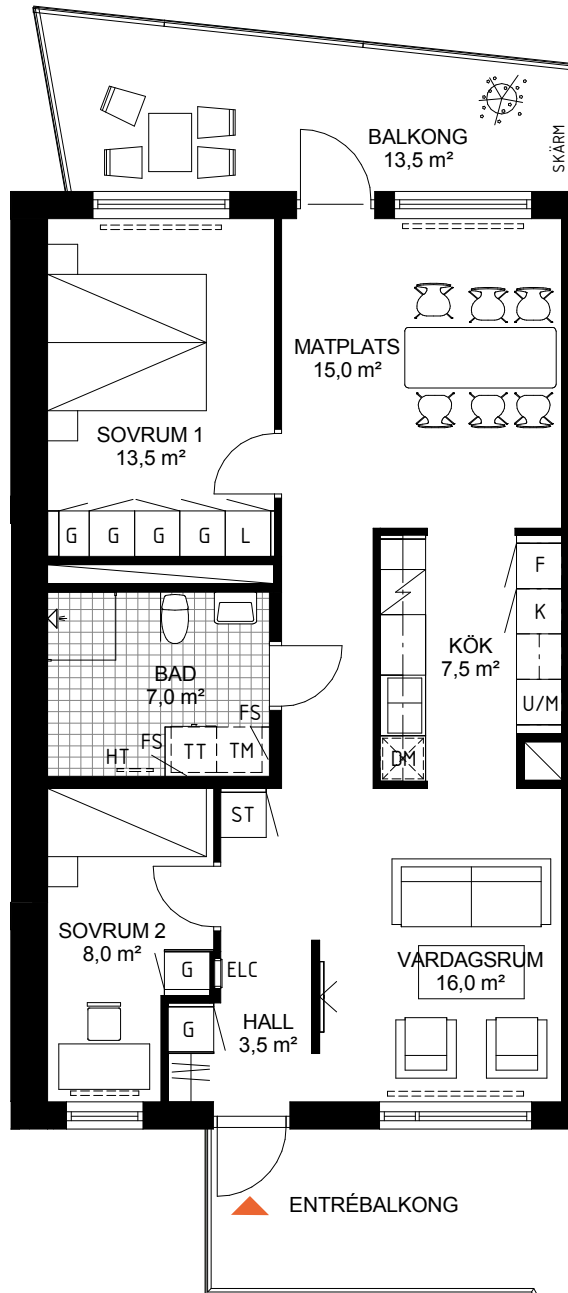 BALKONG
13,5 m²
SKÄRM
MATPLATS
15,0 m²
SOVRUM 1
13,5 m²
G G G G L
F
K
KÖK
7,5 m²
U/M
BAD
7,0 m²
FS
FS
HT
TT TM
DM
ST
SOVRUM 2
8,0 m²
G
ELC
VARDAGSRUM
16,0 m²
G
HALL
3,5 m²
ENTRÉBALKONG